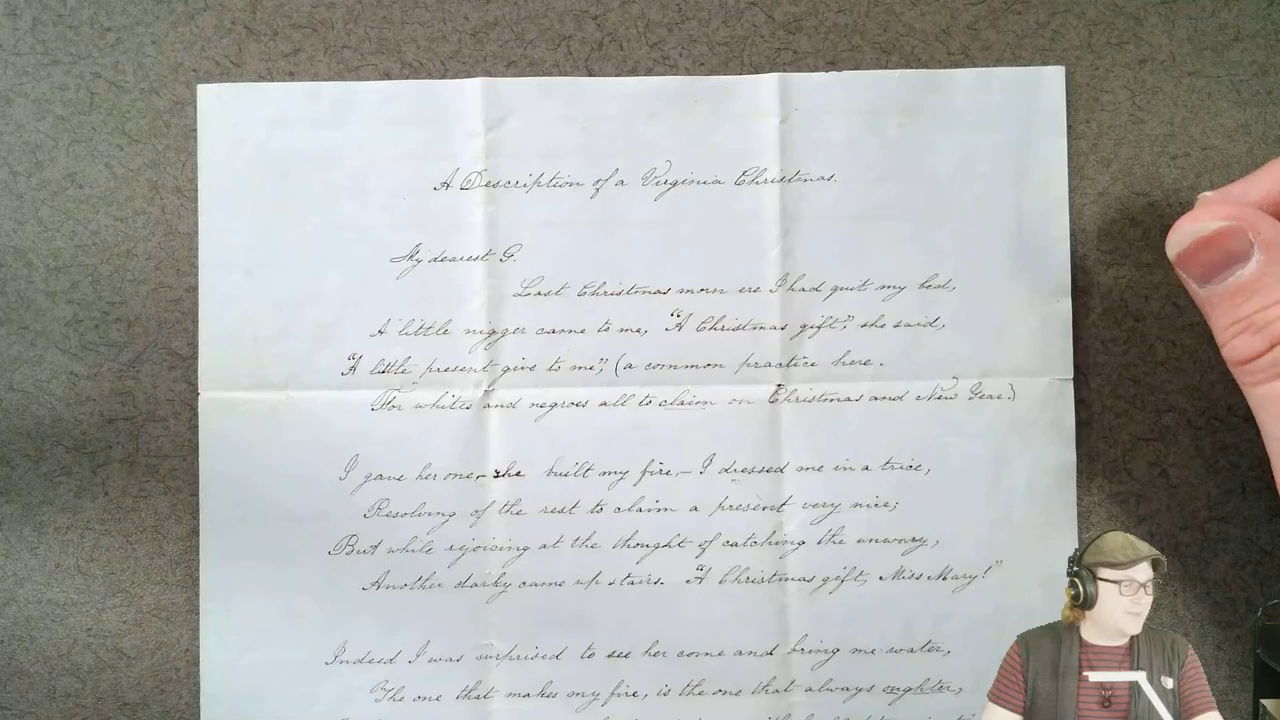 A Description of a Virginia Christmas.
My dearest G.
Last Christmas morn ere I had quit my bed,
A little nigger came to me, "A Christmas gift," she said,
"A little present give to me", (a common practice here.
For whites and negroes all to claim on Christmas and New Year.)
I gave her one,– she built my fire,– I dressed me in a trice,
Resolving of the rest to claim a present very nice;
But while rejoicing at the thought of catching the unwary,
Another darky came up stairs. "A Christmas gift, Miss Mary!"
Indeed I was surprised to see her come and bring me water,
The one that makes my fire, is the one that always oughter,